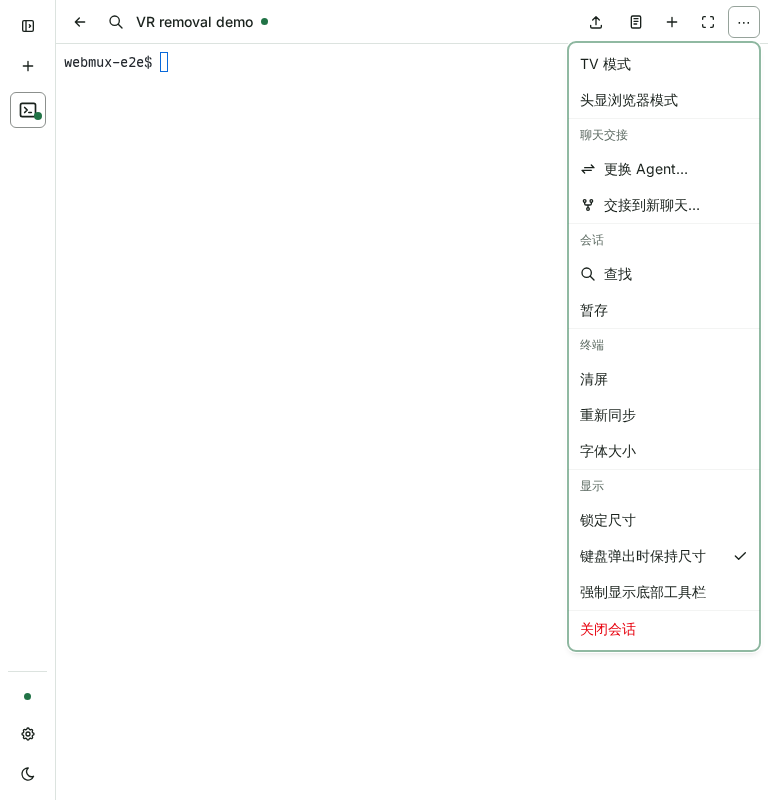 VR removal demo
webmux-e2e$
TV 模式
头显浏览器模式
聊天交接
更换 Agent...
交接到新聊天...
会话
查找
暂存
终端
清屏
重新同步
字体大小
显示
锁定尺寸
键盘弹出时保持尺寸
强制显示底部工具栏
关闭会话